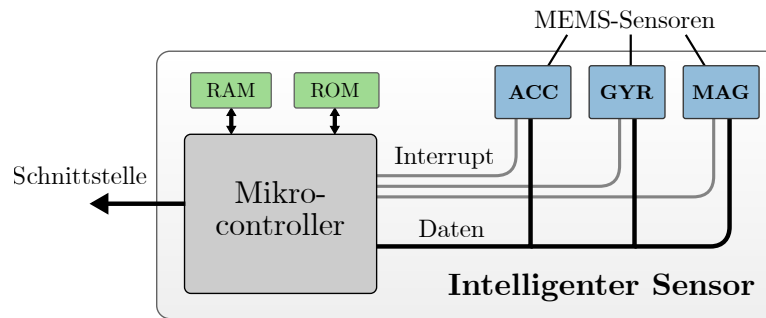 MEMS-Sensoren
RAM
ROM
ACC
GYR
MAG
Interrupt
Schnittstelle
Mikro-
controller
Daten
Intelligenter Sensor